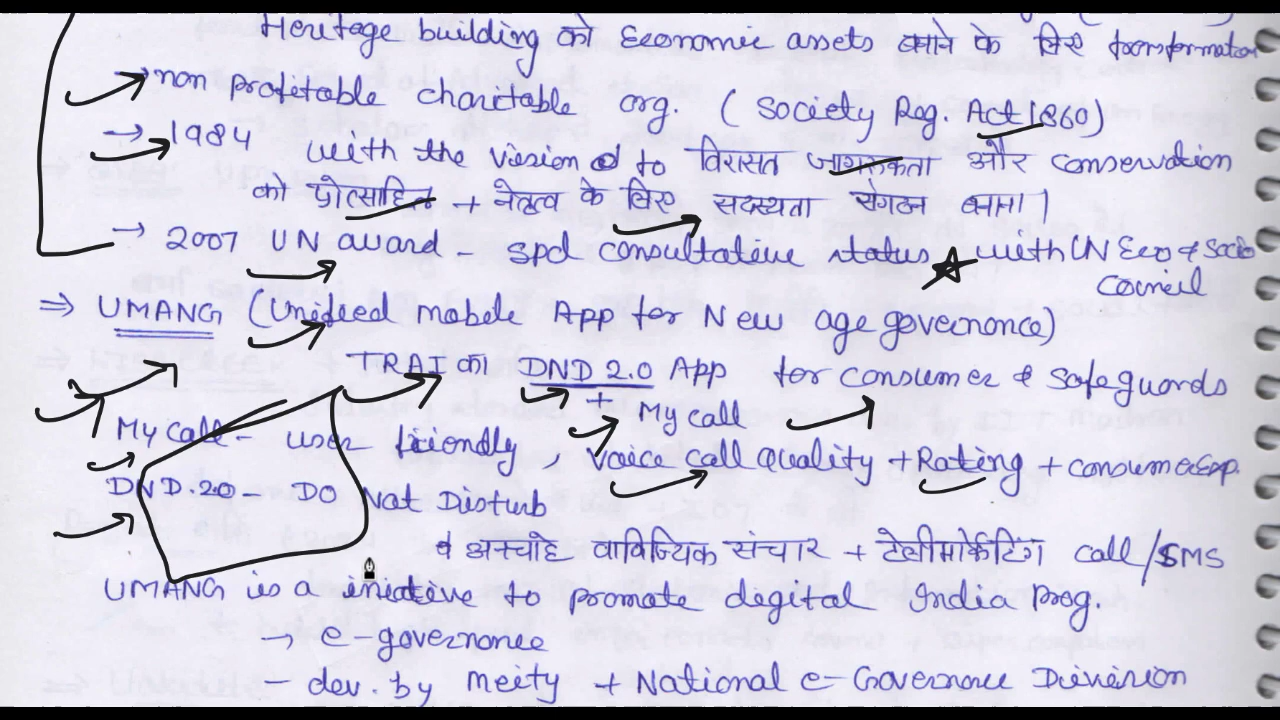 Heritage building को Economic assets बनाने के लिए transformation
→ non profitable charitable org. ( Society Reg. Act 1860)
→ 1984 with the vision to विरासत जागरूकता और conservation
को प्रोत्साहित + नेतृत्व के लिए सदस्यता संगठन बनाना |
→ 2007 UN award - spcl consultative status with UN Eco & Socio
Council
⇒ UMANG (Unified mobile App for New age governance)
TRAI का DND 2.0 App for consumer & safeguards
+ My call
My call - user friendly , voice call quality + Rating + consumer Exp.
DND 2.0 - DO Not Disturb
अनचाहे वाणिज्यिक संचार + टेलीमार्केटिंग call/SMS
UMANG is a iniative to promote degital India Prog.
→ e-governance
- dev. by meity + National e-Governance Division